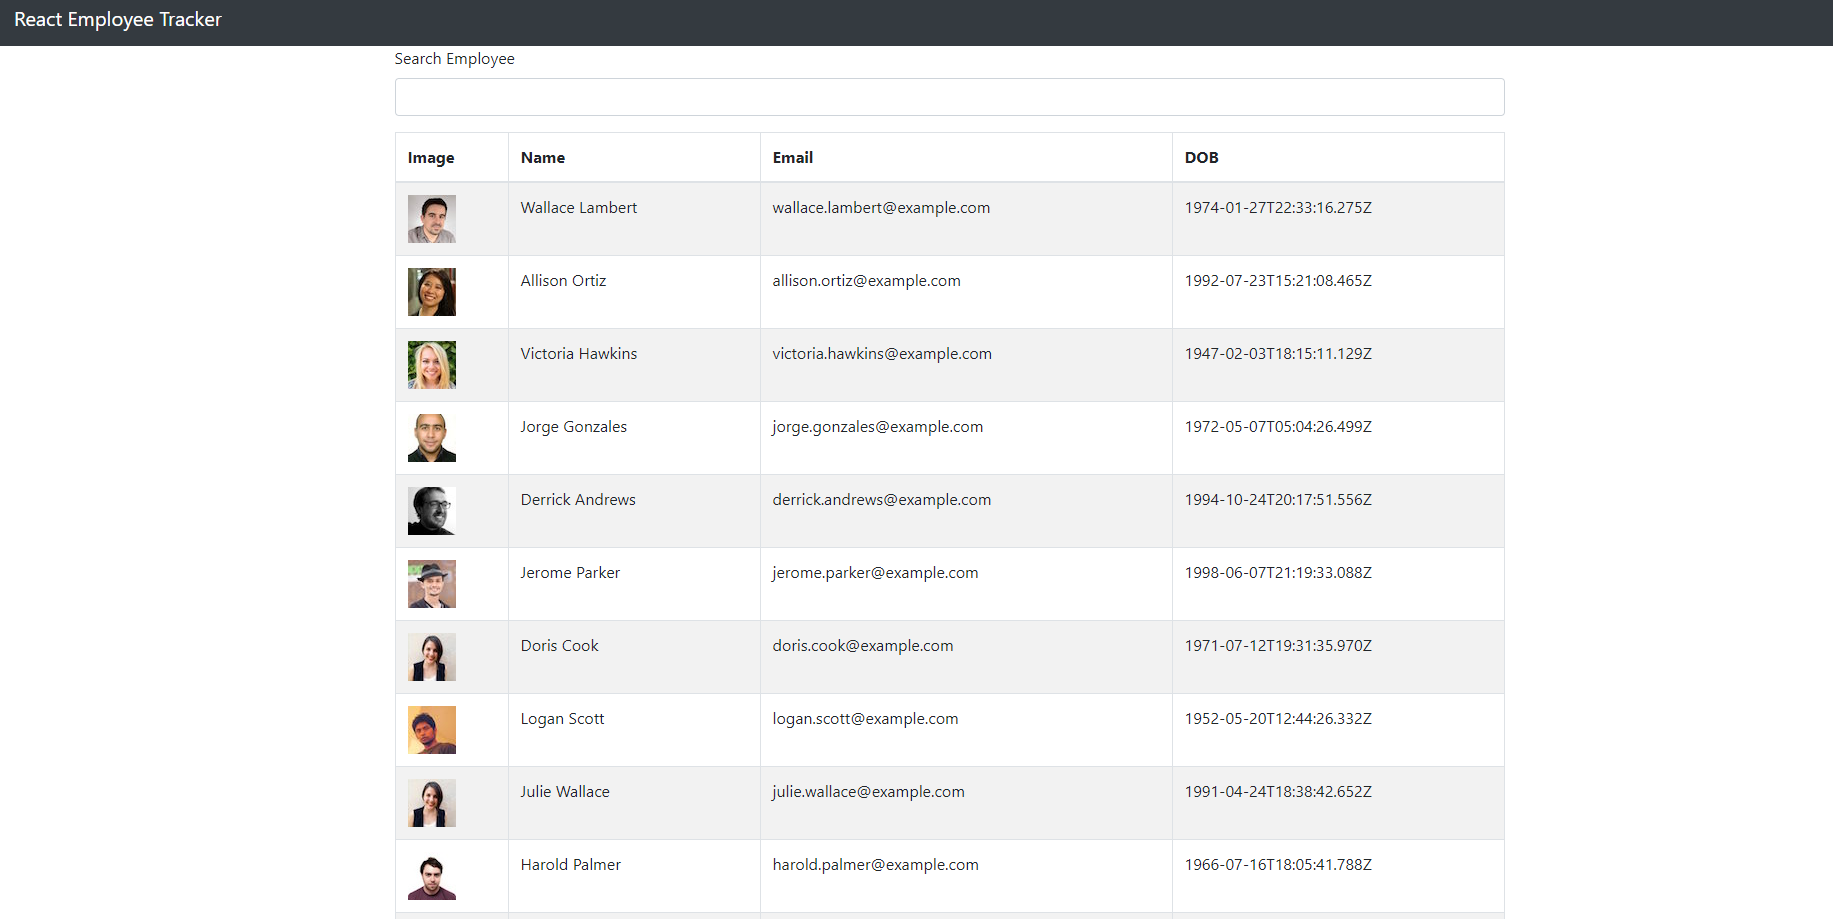 React Employee Tracker
Search Employee
Image Name Email DOB
Wallace Lambert wallace.lambert@example.com 1974-01-27T22:33:16.275Z
Allison Ortiz allison.ortiz@example.com 1992-07-23T15:21:08.465Z
Victoria Hawkins victoria.hawkins@example.com 1947-02-03T18:15:11.129Z
Jorge Gonzales jorge.gonzales@example.com 1972-05-07T05:04:26.499Z
Derrick Andrews derrick.andrews@example.com 1994-10-24T20:17:51.556Z
Jerome Parker jerome.parker@example.com 1998-06-07T21:19:33.088Z
Doris Cook doris.cook@example.com 1971-07-12T19:31:35.970Z
Logan Scott logan.scott@example.com 1952-05-20T12:44:26.332Z
Julie Wallace julie.wallace@example.com 1991-04-24T18:38:42.652Z
Harold Palmer harold.palmer@example.com 1966-07-16T18:05:41.788Z